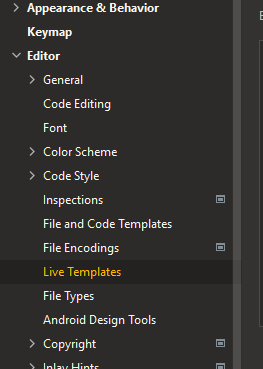 Appearance & Behavior
Keymap
Editor
General
Code Editing
Font
Color Scheme
Code Style
Inspections
File and Code Templates
File Encodings
Live Templates
File Types
Android Design Tools
Copyright
Inlay Hints